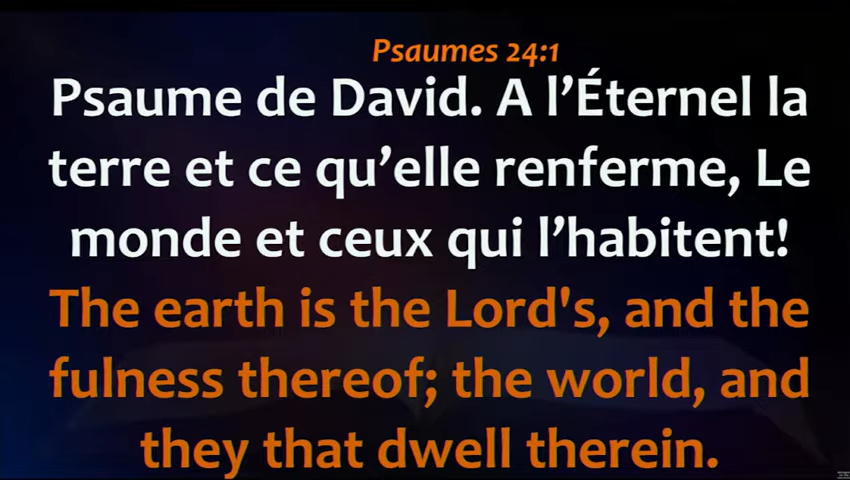 Psaumes 24:1
Psaume de David. A l’Éternel la
terre et ce qu’elle renferme, Le
monde et ceux qui l’habitent!
The earth is the Lord's, and the
fulness thereof; the world, and
they that dwell therein.